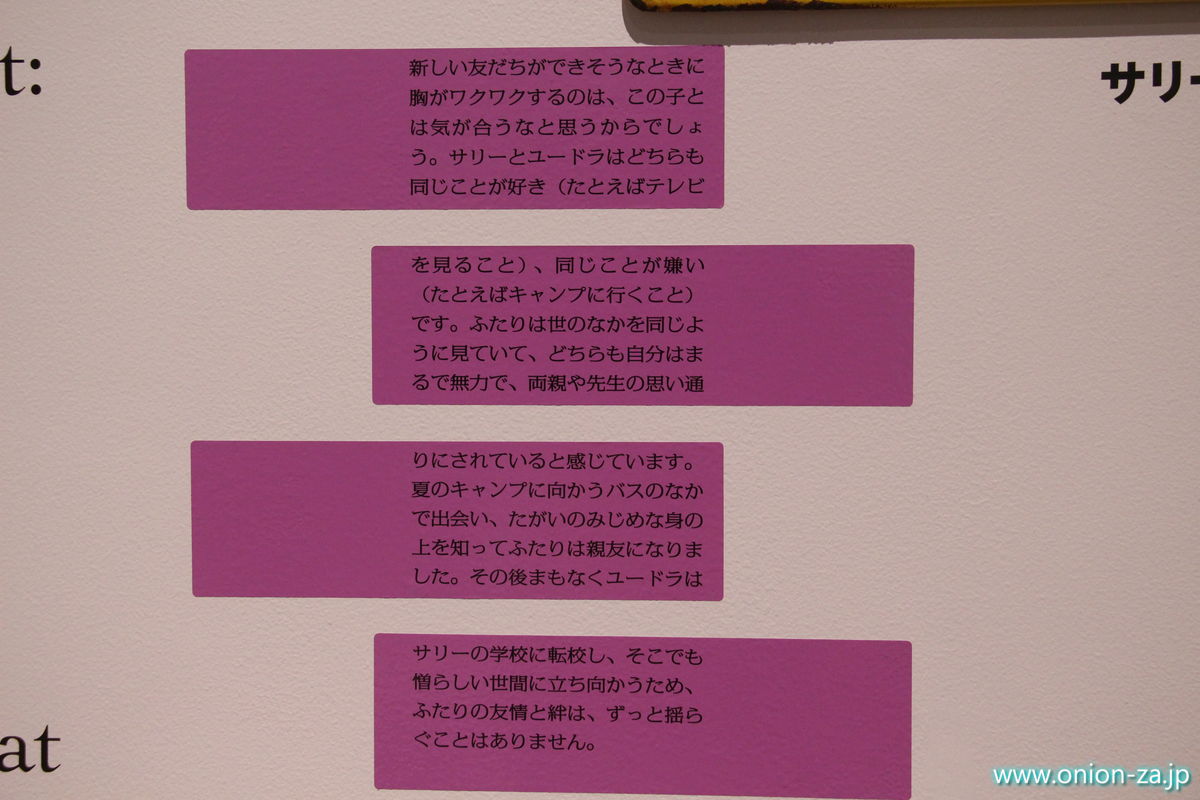 t:
新しい友だちができそうなときに
胸がワクワクするのは、この子と
は気が合うなと思うからでしょ
う。サリーとユードラはどちらも
同じことが好き（たとえばテレビ
を見ること）、同じことが嫌い
（たとえばキャンプに行くこと）
です。ふたりは世のなかを同じよ
うに見ていて、どちらも自分はま
るで無力で、両親や先生の思い通
りにされていると感じています。
夏のキャンプに向かうバスのなか
で出会い、たがいのみじめな身の
上を知ってふたりは親友になりま
した。その後まもなくユードラは
サリーの学校に転校し、そこでも
憎らしい世間に立ち向かうため、
ふたりの友情と絆は、ずっと揺ら
ぐことはありません。
at
サリー
www.onion-za.jp